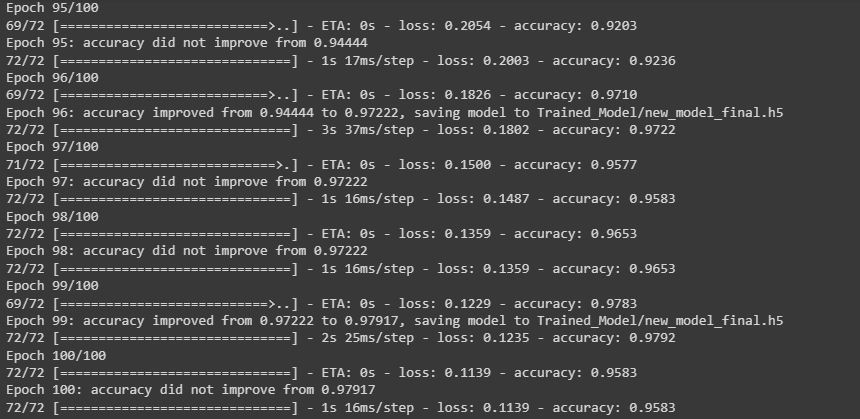 Epoch 95/100
69/72 [===========================>..] - ETA: 0s - loss: 0.2054 - accuracy: 0.9203
Epoch 95: accuracy did not improve from 0.94444
72/72 [==============================] - 1s 17ms/step - loss: 0.2003 - accuracy: 0.9236
Epoch 96/100
69/72 [===========================>..] - ETA: 0s - loss: 0.1826 - accuracy: 0.9710
Epoch 96: accuracy improved from 0.94444 to 0.97222, saving model to Trained_Model/new_model_final.h5
72/72 [==============================] - 3s 37ms/step - loss: 0.1802 - accuracy: 0.9722
Epoch 97/100
71/72 [============================>.] - ETA: 0s - loss: 0.1500 - accuracy: 0.9577
Epoch 97: accuracy did not improve from 0.97222
72/72 [==============================] - 1s 16ms/step - loss: 0.1487 - accuracy: 0.9583
Epoch 98/100
72/72 [==============================] - ETA: 0s - loss: 0.1359 - accuracy: 0.9653
Epoch 98: accuracy did not improve from 0.97222
72/72 [==============================] - 1s 16ms/step - loss: 0.1359 - accuracy: 0.9653
Epoch 99/100
69/72 [===========================>..] - ETA: 0s - loss: 0.1229 - accuracy: 0.9783
Epoch 99: accuracy improved from 0.97222 to 0.97917, saving model to Trained_Model/new_model_final.h5
72/72 [==============================] - 2s 25ms/step - loss: 0.1235 - accuracy: 0.9792
Epoch 100/100
72/72 [==============================] - ETA: 0s - loss: 0.1139 - accuracy: 0.9583
Epoch 100: accuracy did not improve from 0.97917
72/72 [==============================] - 1s 16ms/step - loss: 0.1139 - accuracy: 0.9583